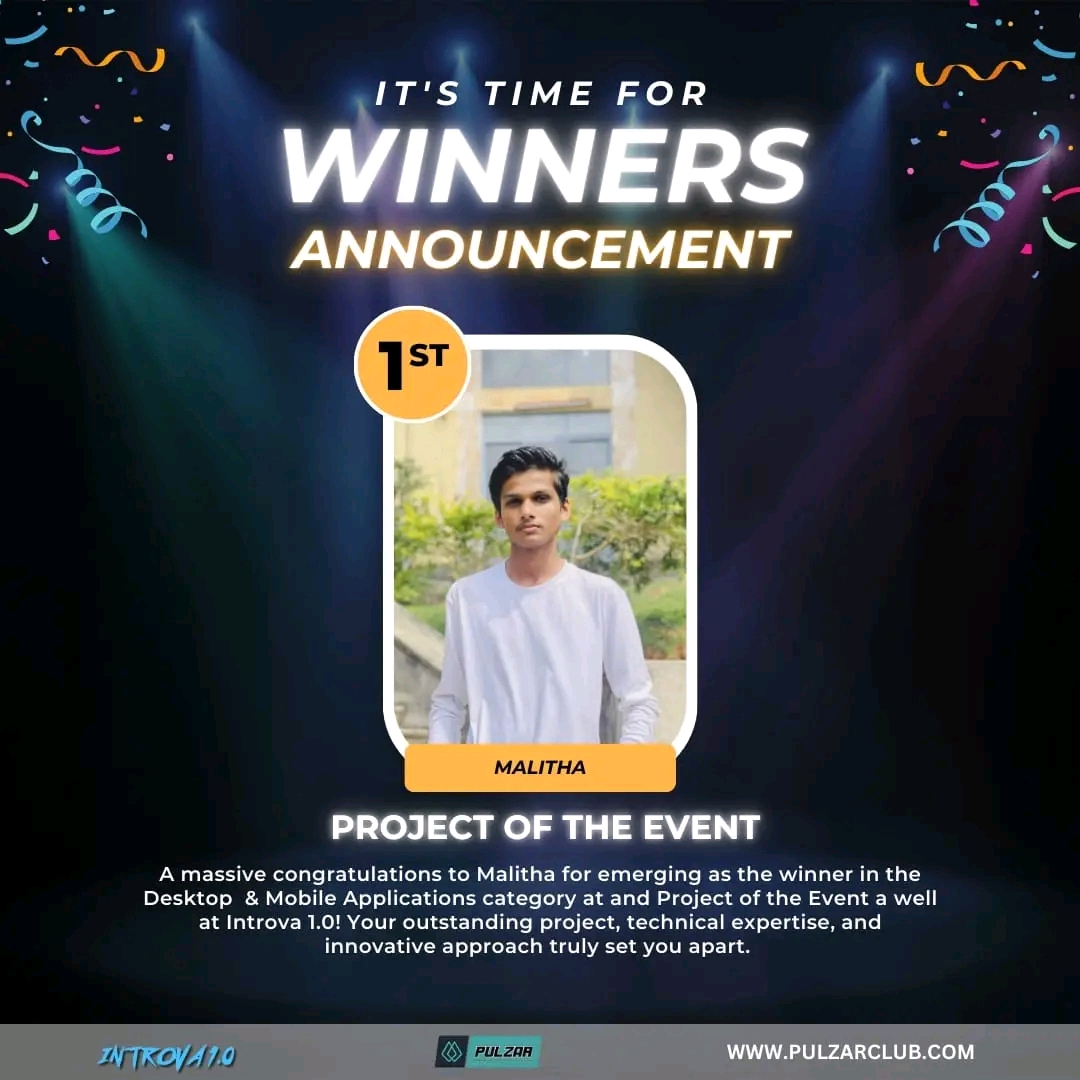 IT'S TIME FOR
WINNERS
ANNOUNCEMENT
1ST
MALITHA
PROJECT OF THE EVENT
A massive congratulations to Malitha for emerging as the winner in the
Desktop & Mobile Applications category at and Project of the Event a well
at Introva 1.0! Your outstanding project, technical expertise, and
innovative approach truly set you apart.
INTROVA 1.0
PULZAR
WWW.PULZARCLUB.COM